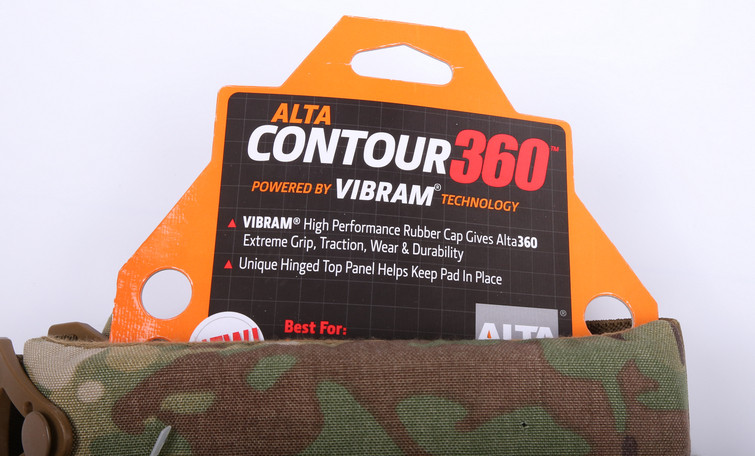 ALTA
CONTOUR360™
POWERED BY VIBRAM® TECHNOLOGY
VIBRAM® High Performance Rubber Cap Gives Alta360
Extreme Grip, Traction, Wear & Durability
Unique Hinged Top Panel Helps Keep Pad In Place
Best For:
ALTA®